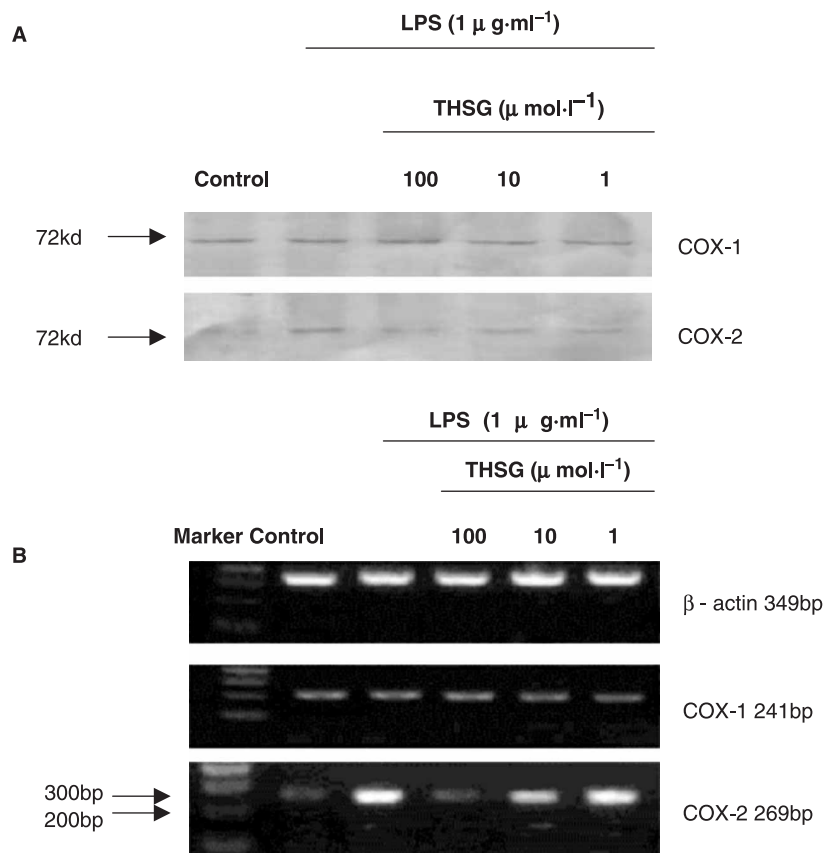 A
LPS (1 μ g·ml⁻¹)
THSG (μ mol·l⁻¹)
Control 100 10 1
72kd COX-1
72kd COX-2
LPS (1 μ g·ml⁻¹)
THSG (μ mol·l⁻¹)
Marker Control 100 10 1
B
β - actin 349bp
COX-1 241bp
300bp
200bp
COX-2 269bp